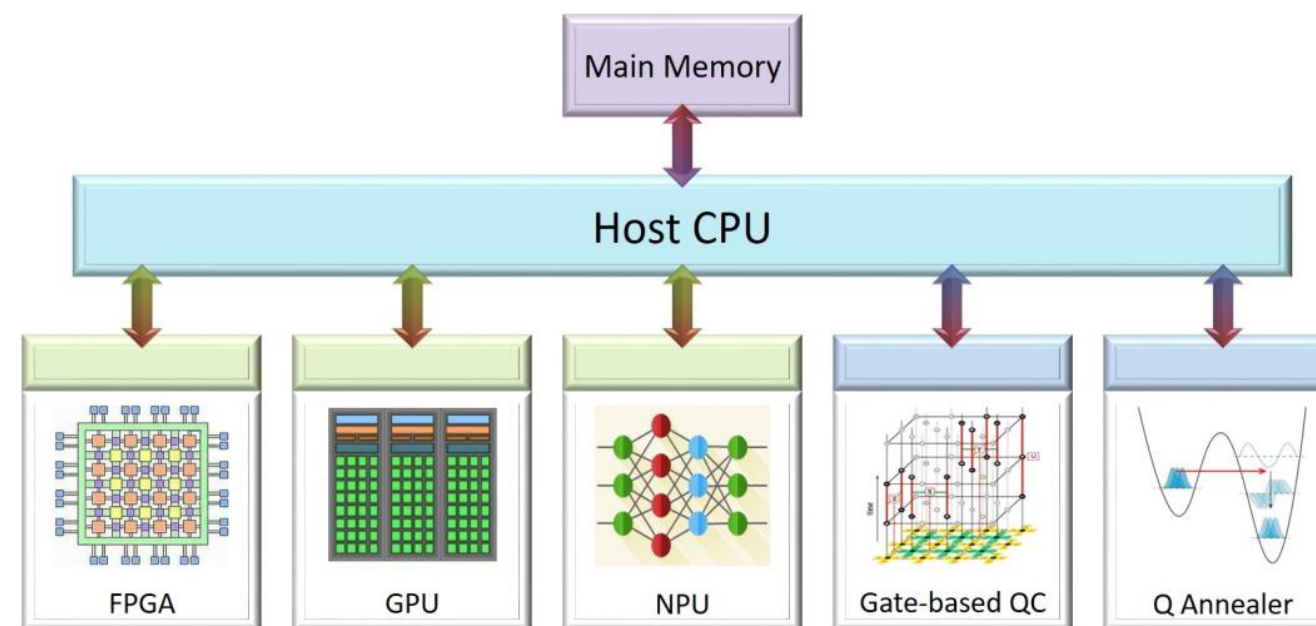 Main Memory
Host CPU
FPGA
GPU
NPU
Gate-based QC
Q Annealer